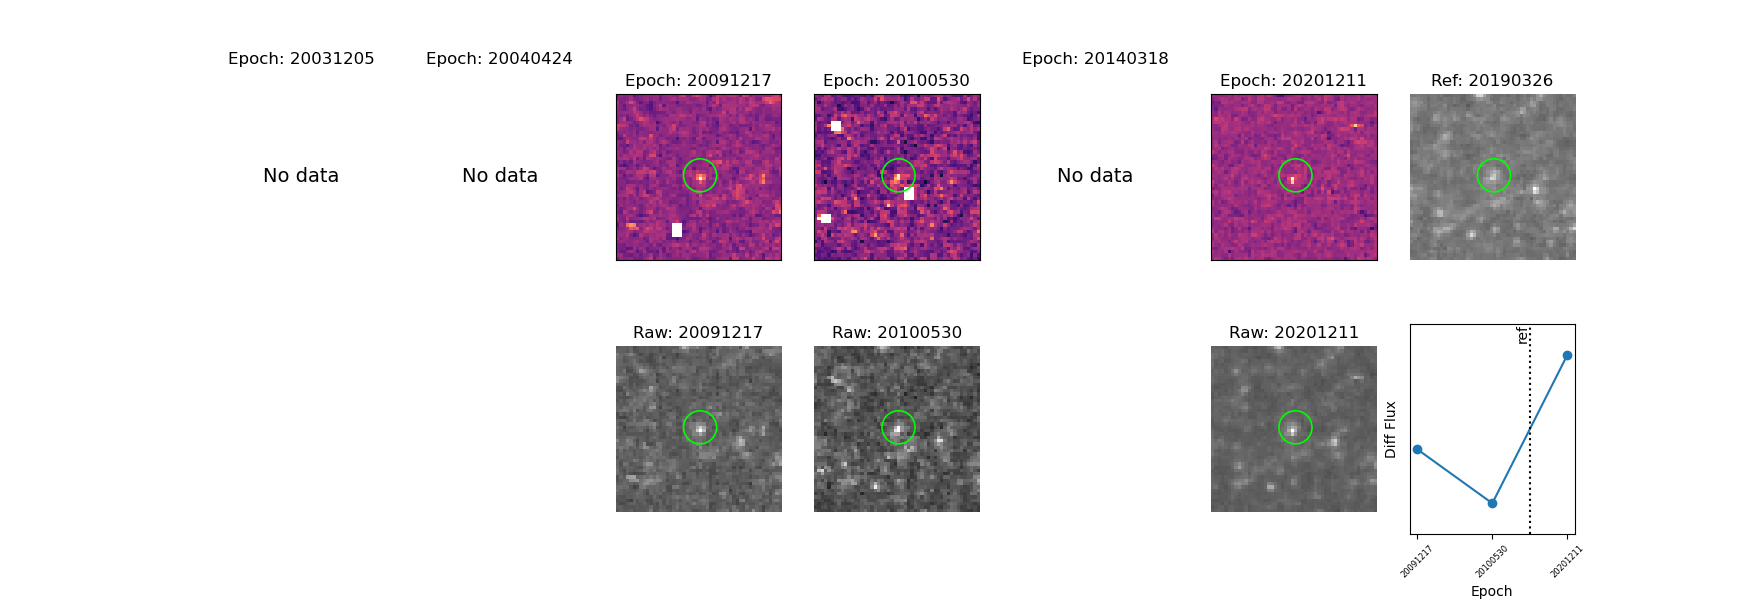 Epoch: 20031205
Epoch: 20040424
Epoch: 20140318
Epoch: 20091217
Epoch: 20100530
Epoch: 20201211
Ref: 20190326
No data
No data
No data
Raw: 20091217
Raw: 20100530
Raw: 20201211
ref
Diff Flux
20091217
20100530
20201211
Epoch